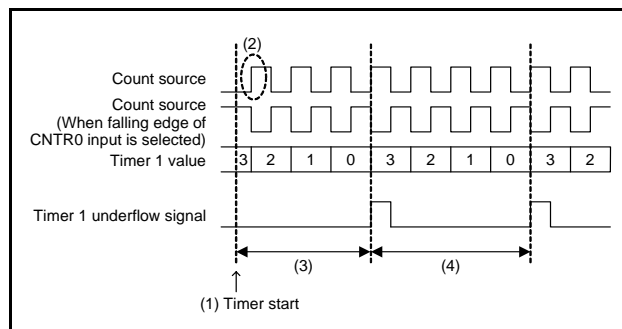 (2)
Count source
Count source
(When falling edge of
CNTR0 input is selected)
Timer 1 value 3 2 1 0 3 2 1 0 3 2
Timer 1 underflow signal
(3) (4)
(1) Timer start